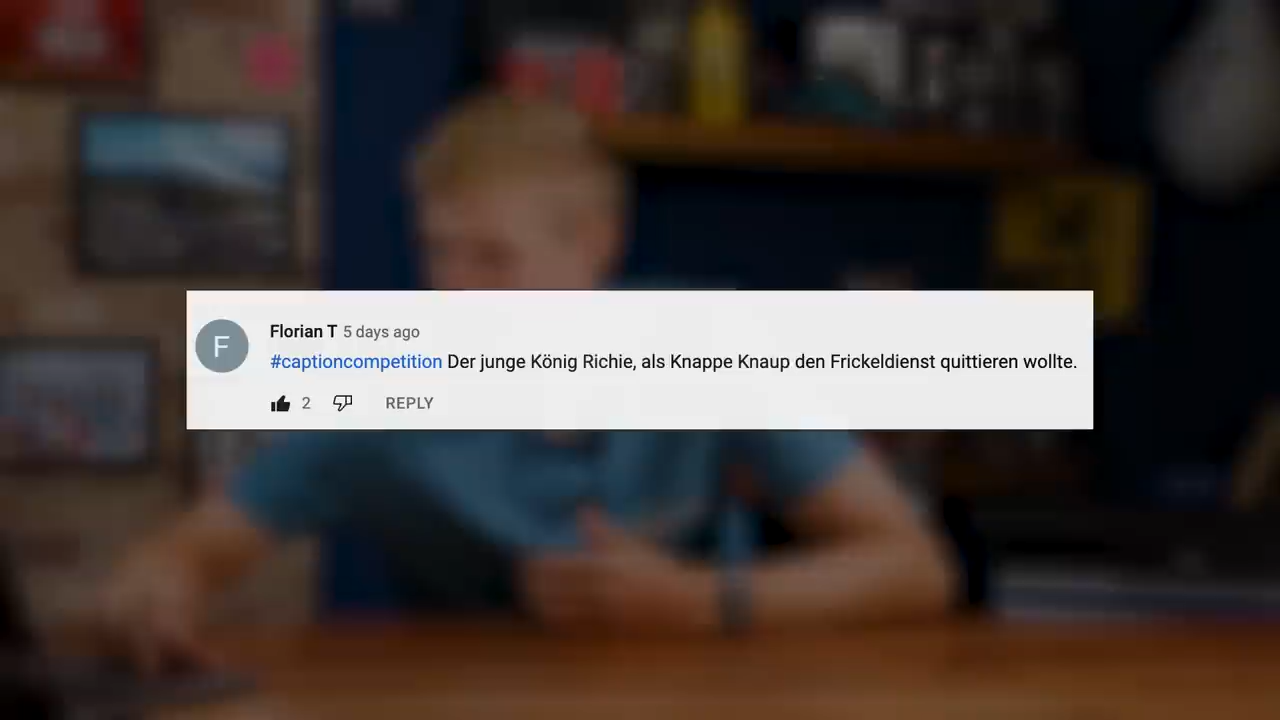 F
Florian T 5 days ago
#captioncompetition Der junge König Richie, als Knappe Knaup den Frickeldienst quittieren wollte.
2 REPLY